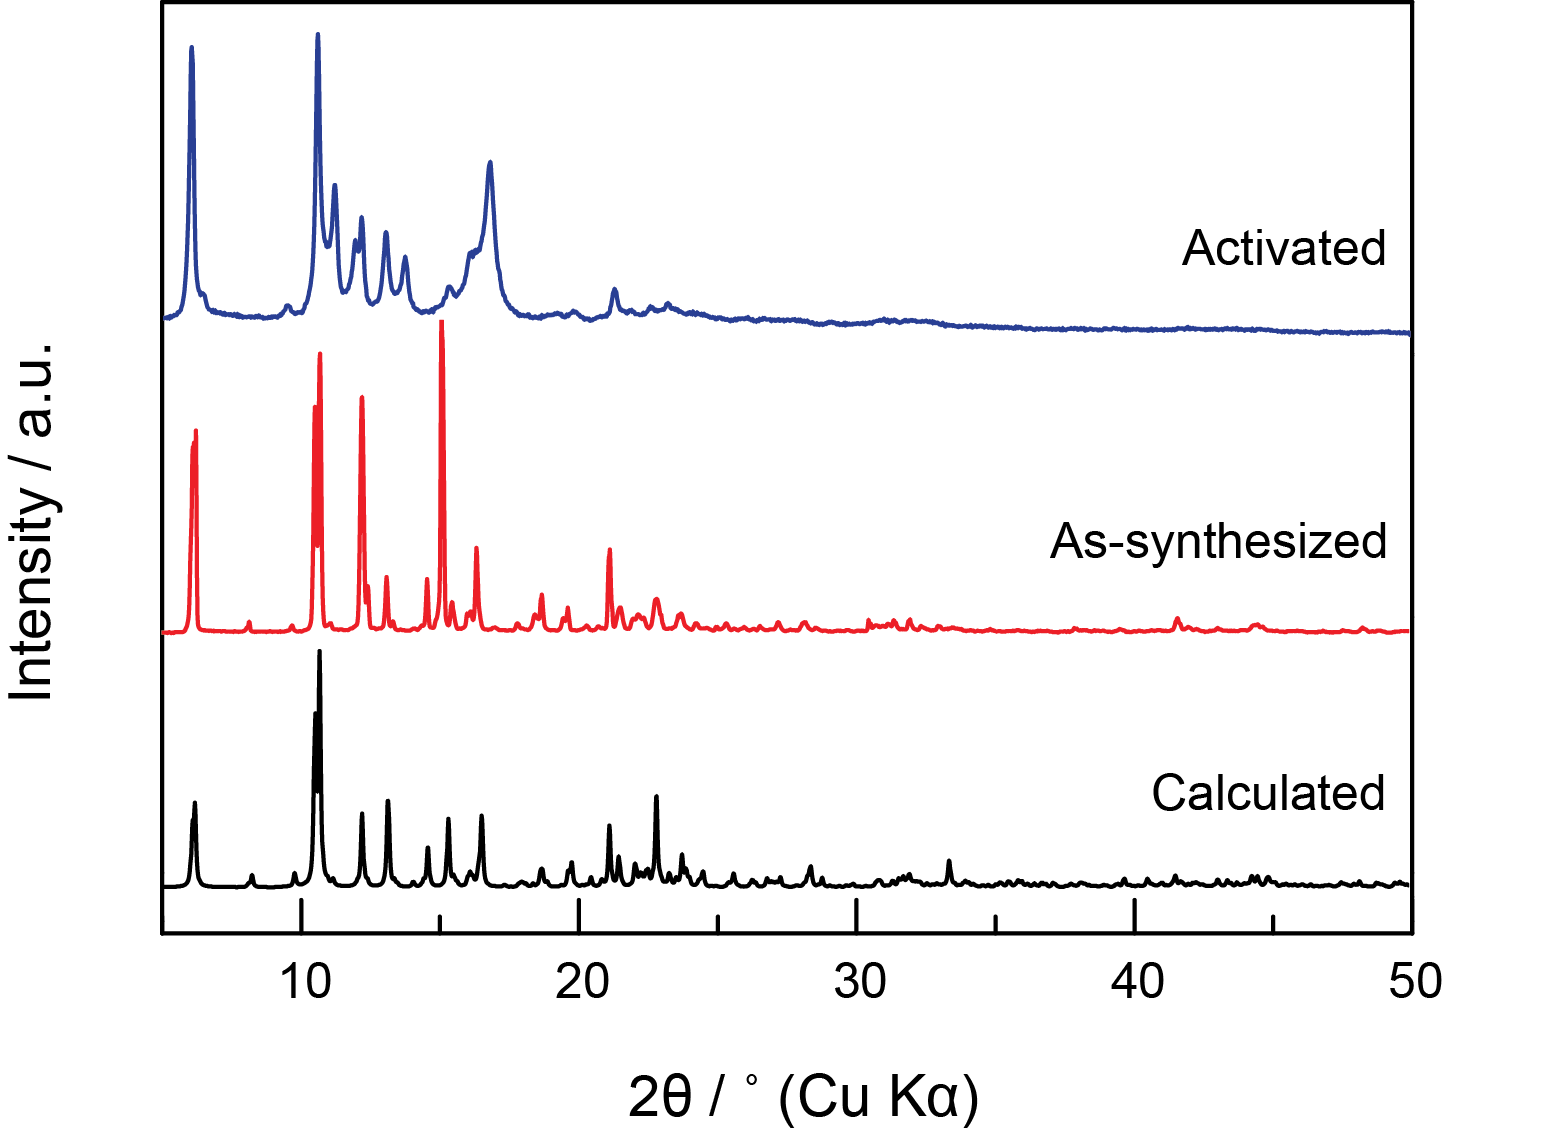 Activated
As-synthesized
Calculated
Intensity / a.u.
10 20 30 40 50
2θ / ° (Cu Kα)